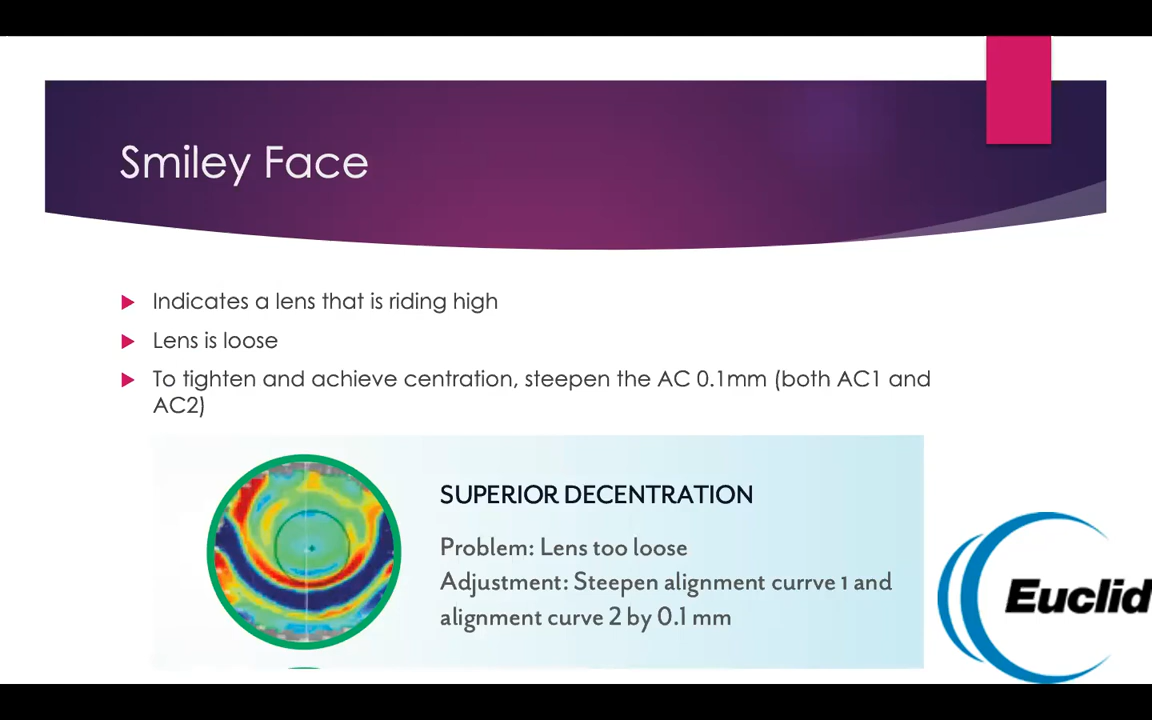 Smiley Face
Indicates a lens that is riding high
Lens is loose
To tighten and achieve centration, steepen the AC 0.1mm (both AC1 and
AC2)
SUPERIOR DECENTRATION
Problem: Lens too loose
Adjustment: Steepen alignment currve 1 and
alignment curve 2 by 0.1 mm
Euclid